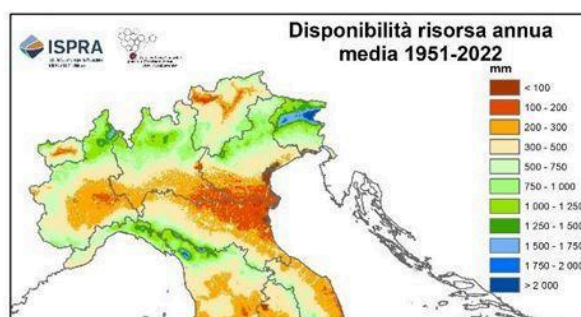 ISPRA
Disponibilità risorsa annua
media 1951-2022
mm
< 100
100 - 200
200 - 300
300 - 500
500 - 750
750 - 1 000
1 000 - 1 250
1 250 - 1 500
1 500 - 1 750
1 750 - 2 000
> 2 000